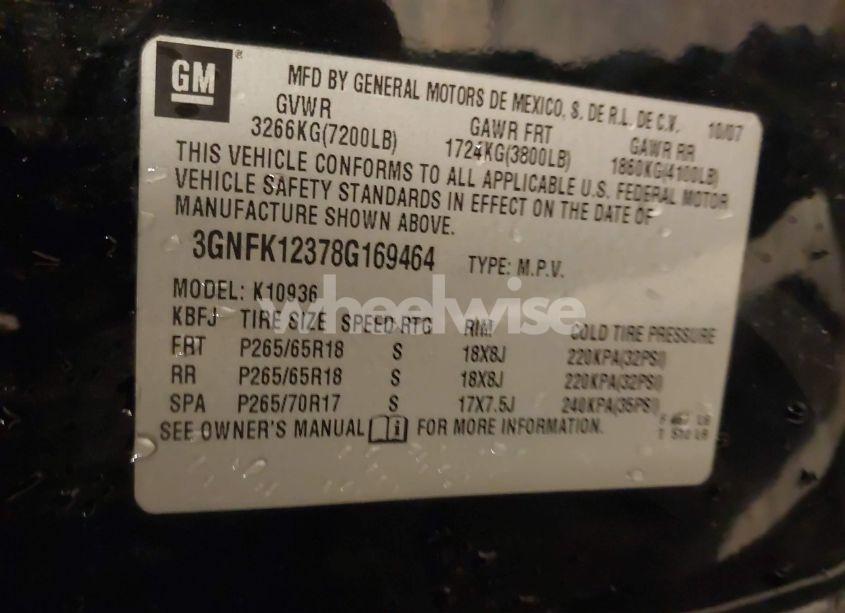 GM
MFD BY GENERAL MOTORS DE MEXICO, S. DE R.L. DE C.V. 10/07
GVWR GAWR FRT GAWR RR
3266KG(7200LB) 1724KG(3800LB) 1860KG(4100LB)
THIS VEHICLE CONFORMS TO ALL APPLICABLE U.S. FEDERAL MOTOR
VEHICLE SAFETY STANDARDS IN EFFECT ON THE DATE OF
MANUFACTURE SHOWN ABOVE.
3GNFK12378G169464 TYPE: M.P.V.
MODEL: K10936
wheelwise
KBFJ TIRE SIZE SPEED RTG RIM COLD TIRE PRESSURE
FRT P265/65R18 S 18X8J 220KPA(32PSI)
RR P265/65R18 S 18X8J 220KPA(32PSI)
SPA P265/70R17 S 17X7.5J 240KPA(35PSI)
SEE OWNER'S MANUAL i FOR MORE INFORMATION.